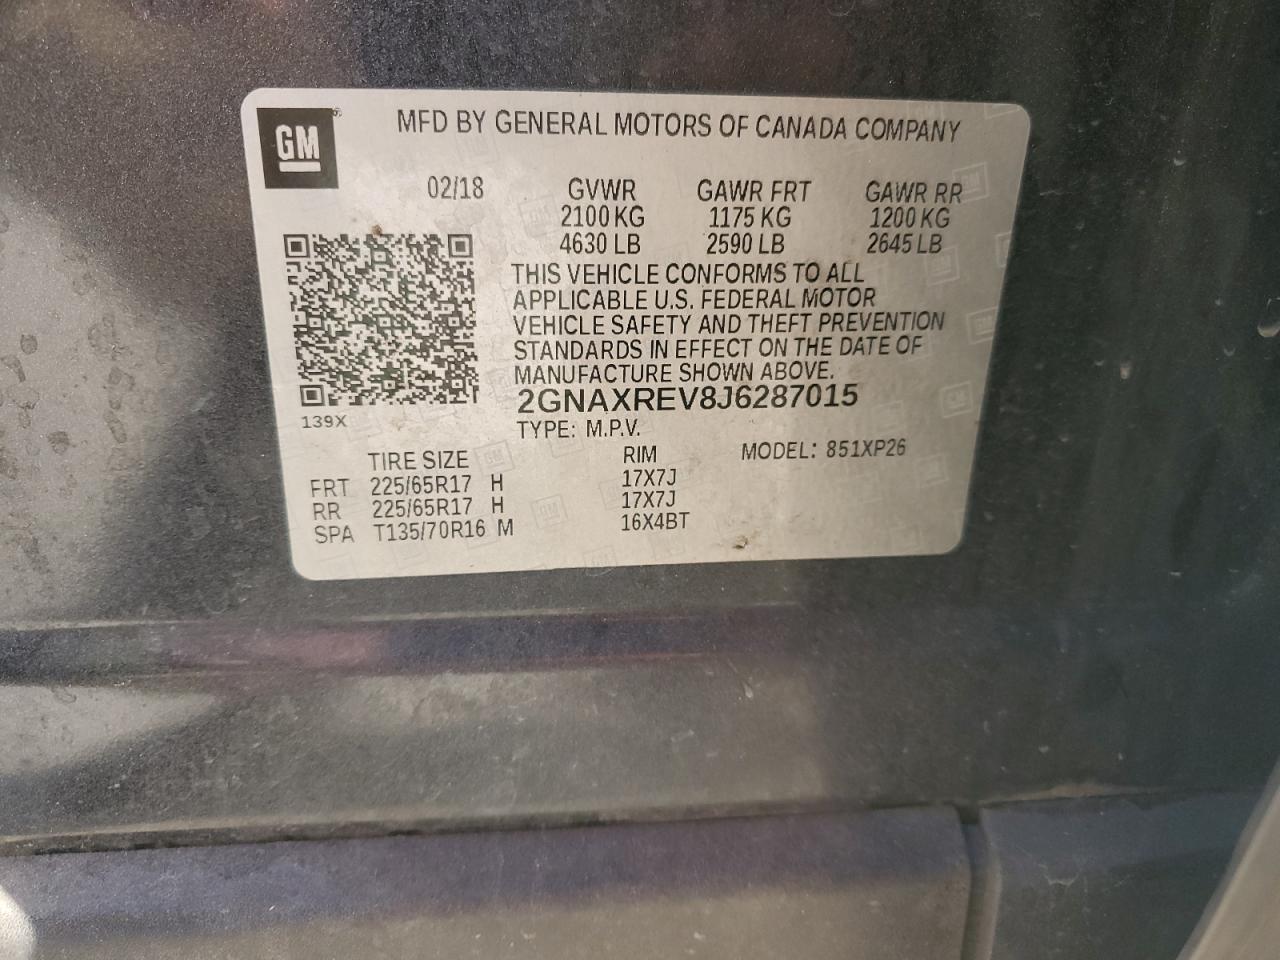 GM
MFD BY GENERAL MOTORS OF CANADA COMPANY
02/18 GVWR GAWR FRT GAWR RR
2100 KG 1175 KG 1200 KG
4630 LB 2590 LB 2645 LB
THIS VEHICLE CONFORMS TO ALL
APPLICABLE U.S. FEDERAL MOTOR
VEHICLE SAFETY AND THEFT PREVENTION
STANDARDS IN EFFECT ON THE DATE OF
MANUFACTURE SHOWN ABOVE.
2GNAXREV8J6287015
139X
TYPE: M.P.V.
TIRE SIZE RIM MODEL: 851XP26
FRT 225/65R17 H 17X7J
RR 225/65R17 H 17X7J
SPA T135/70R16 M 16X4BT